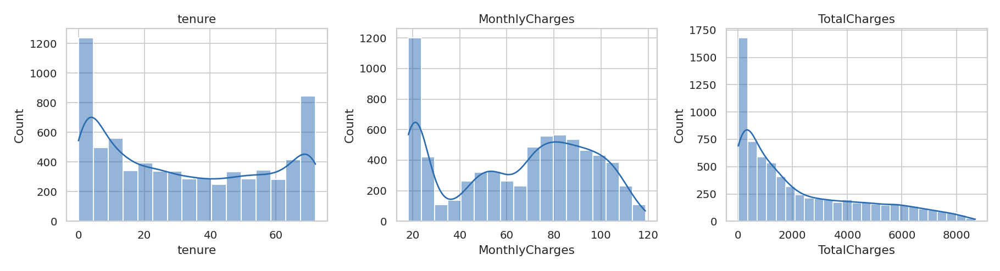 tenure
Count
1200
1000
800
600
400
200
0
0 20 40 60
tenure
MonthlyCharges
Count
1200
1000
800
600
400
200
0
20 40 60 80 100 120
MonthlyCharges
TotalCharges
Count
1750
1500
1250
1000
750
500
250
0
0 2000 4000 6000 8000
TotalCharges